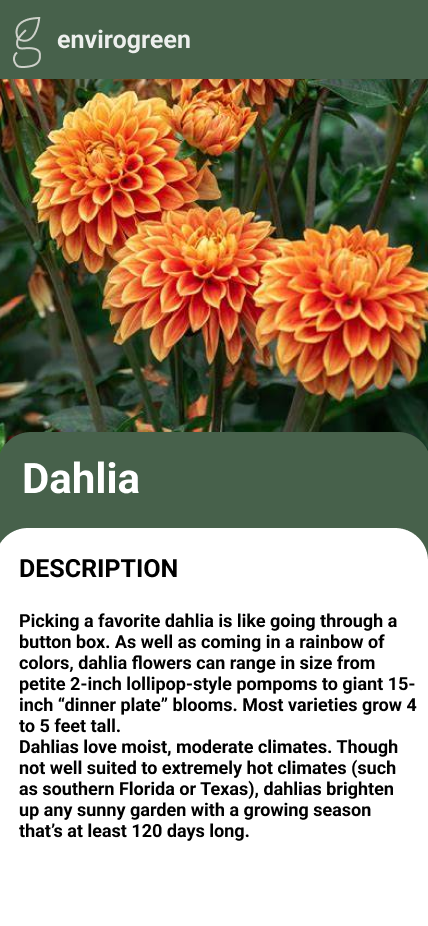 envirogreen
Dahlia
DESCRIPTION
Picking a favorite dahlia is like going through a
button box. As well as coming in a rainbow of
colors, dahlia flowers can range in size from
petite 2-inch lollipop-style pompoms to giant 15-
inch “dinner plate” blooms. Most varieties grow 4
to 5 feet tall.
Dahlias love moist, moderate climates. Though
not well suited to extremely hot climates (such
as southern Florida or Texas), dahlias brighten
up any sunny garden with a growing season
that’s at least 120 days long.